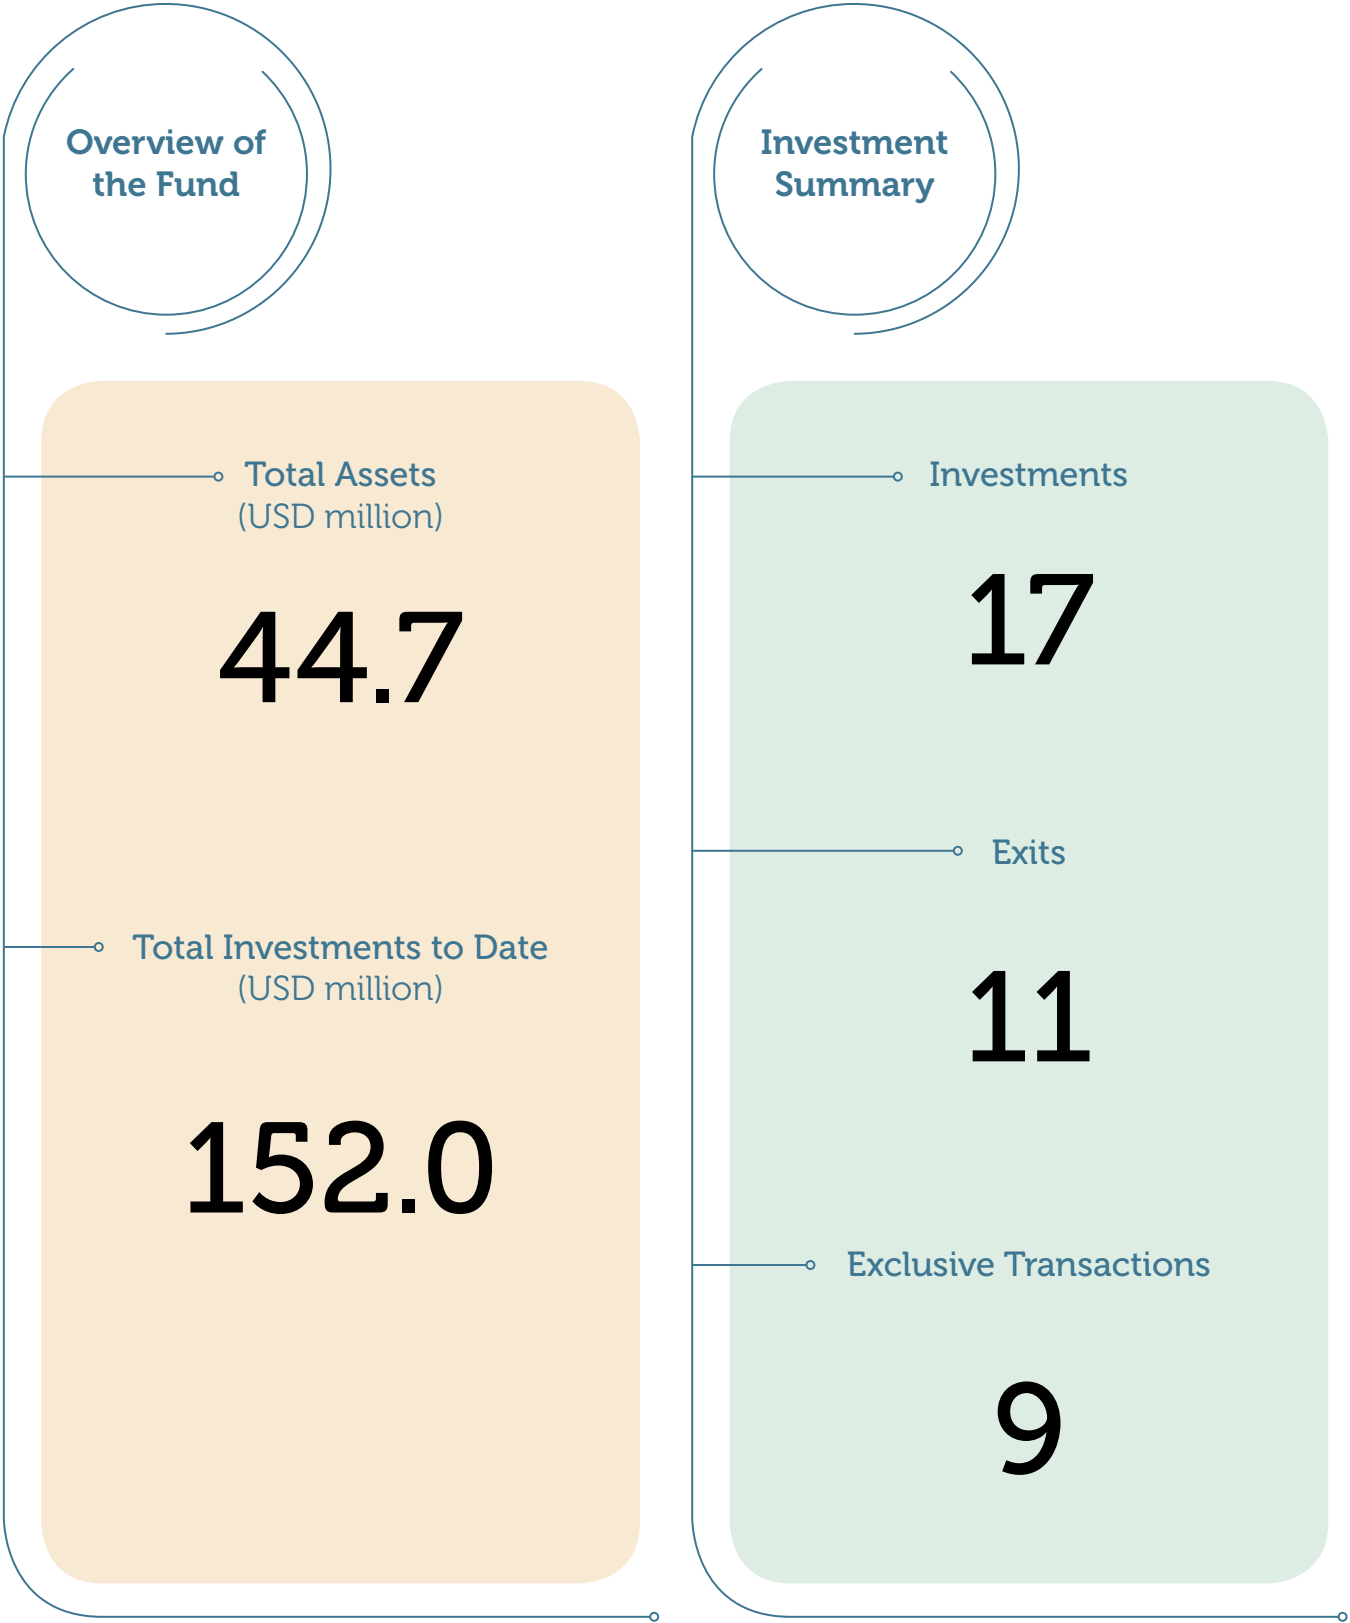 Overview of
the Fund
Total Assets
(USD million)
44.7
Total Investments to Date
(USD million)
152.0
Investment
Summary
Investments
17
Exits
11
Exclusive Transactions
9